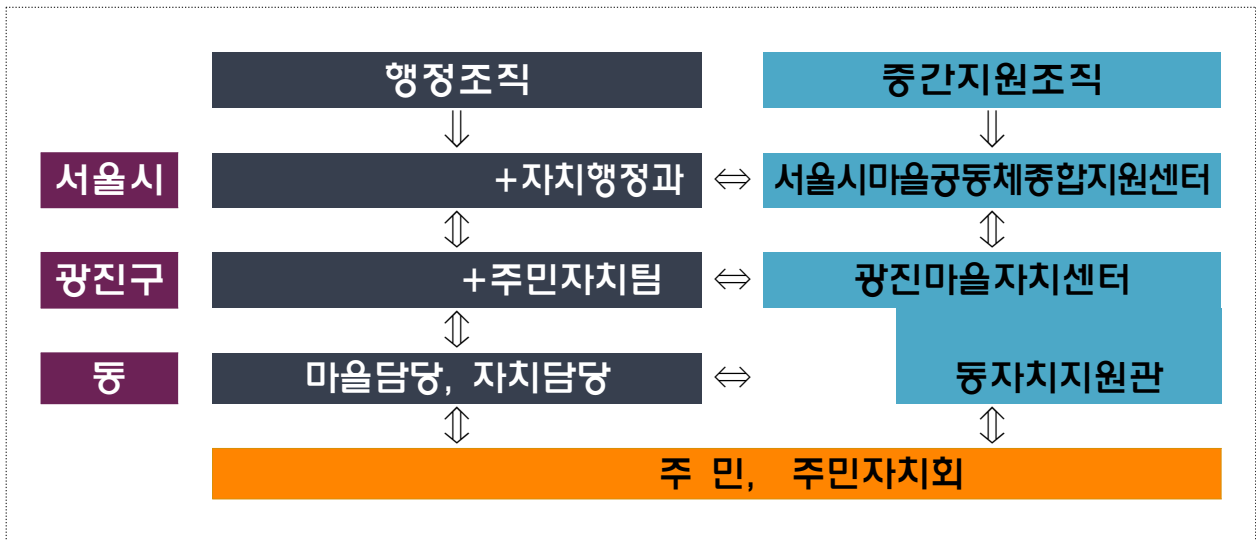 행정조직 중간지원조직
⇓ ⇓
서울시 +자치행정과 ⇔ 서울시마을공동체종합지원센터
⇕ ⇕
광진구 +주민자치팀 ⇔ 광진마을자치센터
⇕
동 마을담당, 자치담당 ⇔ 동자치지원관
⇕ ⇕
주 민, 주민자치회